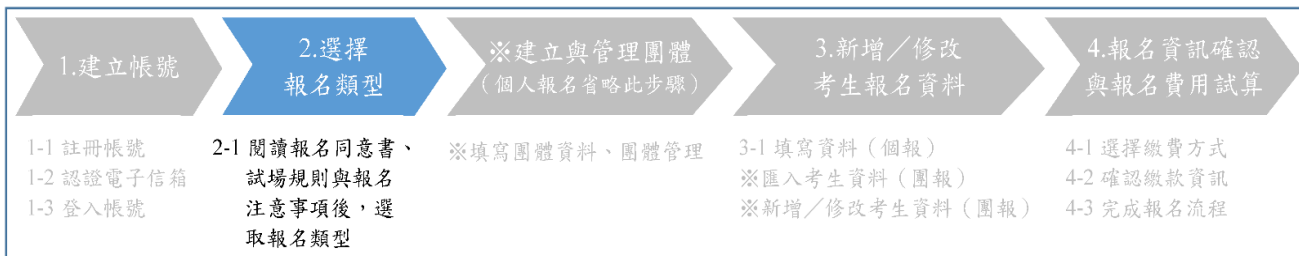 1.建立帳號
2.選擇
報名類型
※建立與管理團體
（個人報名省略此步驟）
3.新增／修改
考生報名資料
4.報名資訊確認
與報名費用試算
1-1 註冊帳號
1-2 認證電子信箱
1-3 登入帳號
2-1 閱讀報名同意書、
試場規則與報名
注意事項後，選
取報名類型
※填寫團體資料、團體管理
3-1 填寫資料（個報）
※匯入考生資料（團報）
※新增／修改考生資料（團報）
4-1 選擇繳費方式
4-2 確認繳款資訊
4-3 完成報名流程